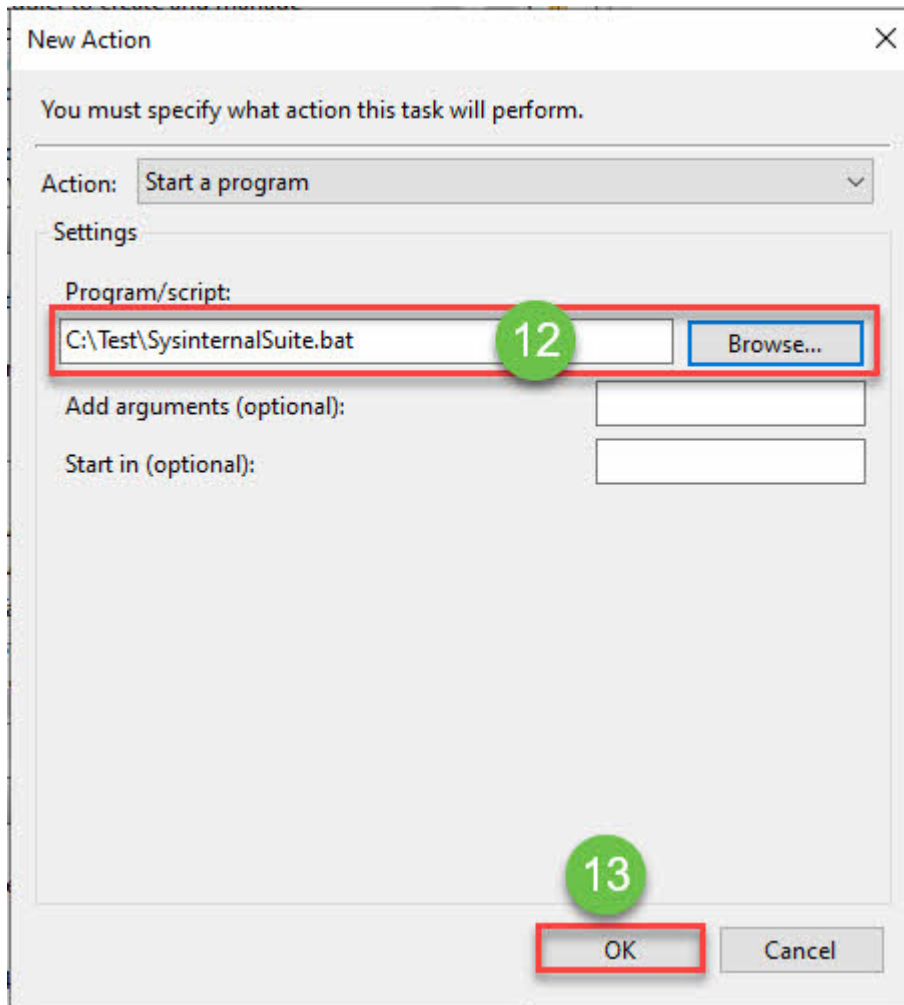 New Action
You must specify what action this task will perform.
Action: Start a program
Settings
Program/script:
C:\Test\SysinternalSuite.bat 12 Browse...
Add arguments (optional):
Start in (optional):
13
OK Cancel